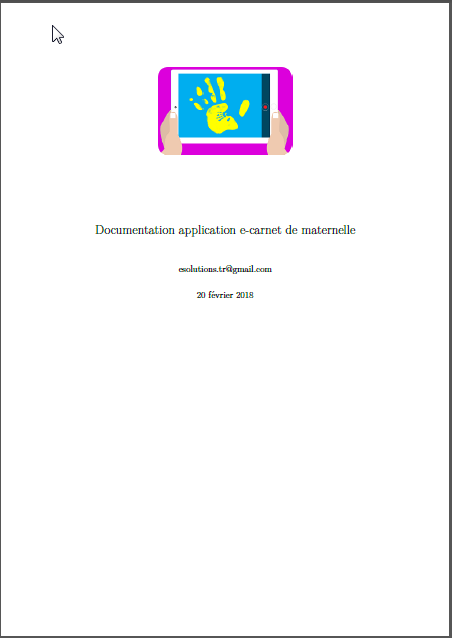 Documentation application e-carnet de maternelle
esolutions.tr@gmail.com
20 février 2018